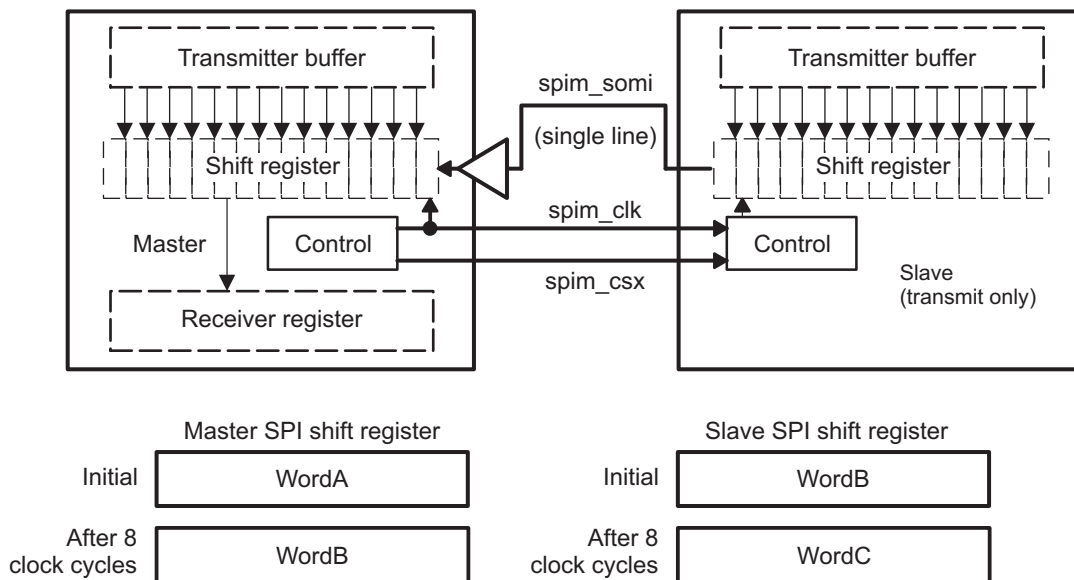 Transmitter buffer
Transmitter buffer
spim_somi
(single line)
Shift register
Shift register
spim_clk
Master
Control
Control
spim_csx
Slave
(transmit only)
Receiver register
Master SPI shift register
Slave SPI shift register
Initial
WordA
WordB
After 8
clock cycles
WordB
After 8
clock cycles
WordC